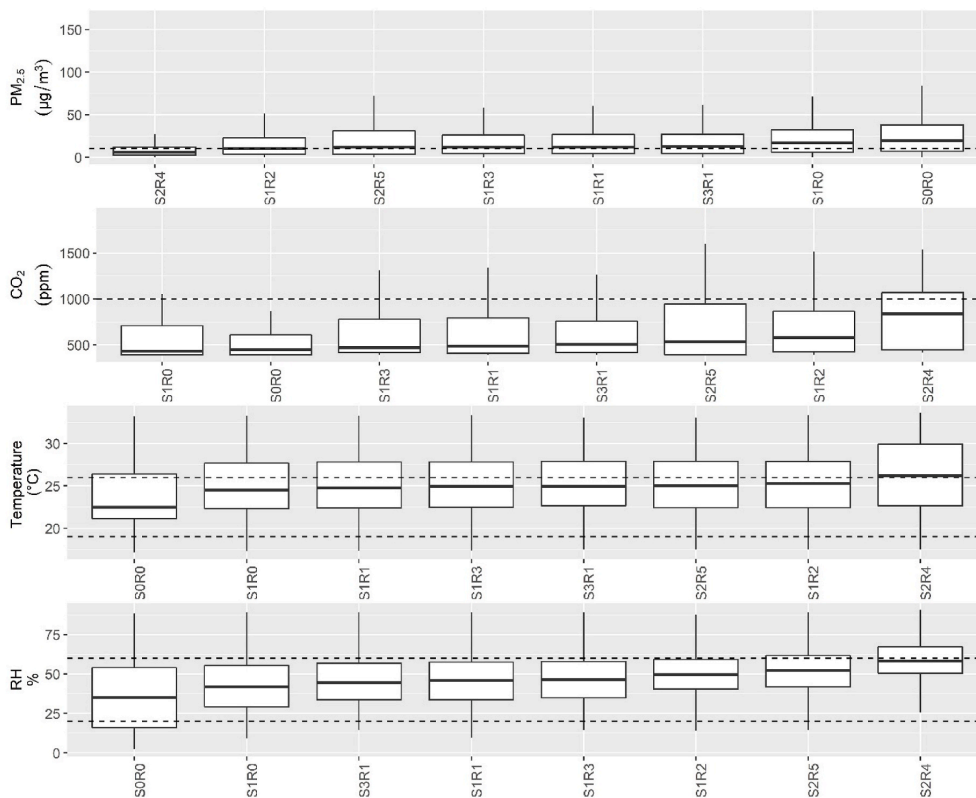 150
100
50
0
PM2.5
(µg/m³)
S2R4 S1R2 S2R5 S1R3 S1R1 S3R1 S1R0 S0R0
1500
1000
500
CO2
(ppm)
S1R0 S0R0 S1R3 S1R1 S3R1 S2R5 S1R2 S2R4
30
25
20
Temperature
(°C)
S0R0 S1R0 S1R1 S1R3 S3R1 S2R5 S1R2 S2R4
75
50
25
0
RH
%
S0R0 S1R0 S3R1 S1R1 S1R3 S1R2 S2R5 S2R4